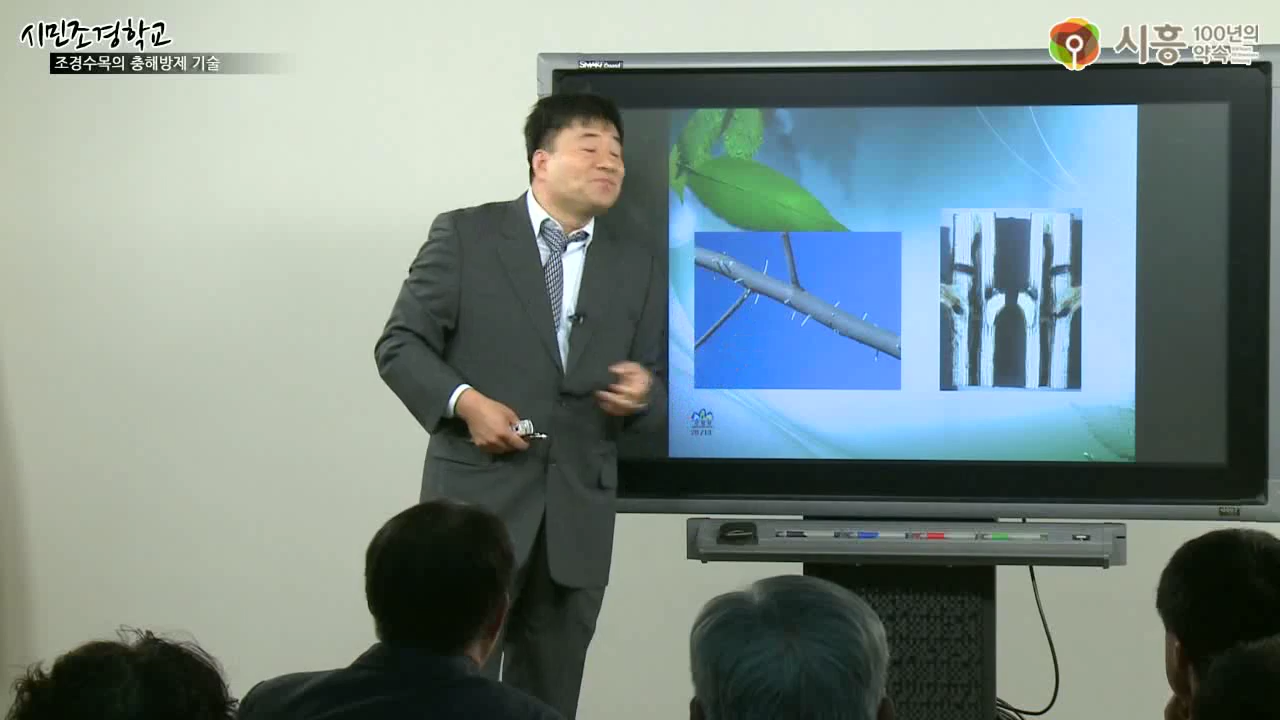 시민조경학교
조경수목의 충해방제 기술
시흥
100년의
약속